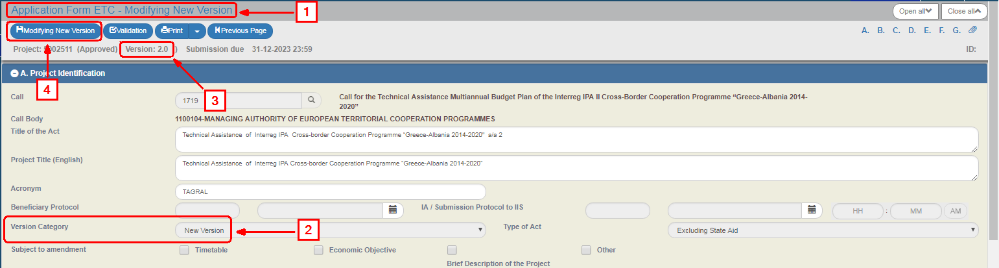 Application Form ETC - Modifying New Version
1
Open all
Close all
Modifying New Version
Validation
Print
Previous Page
A. B. C. D. E. F. G.
Project: 5002511 (Approved) Version: 2.0 ) Submission due 31-12-2023 23:59
ID:
A. Project Identification
4
3
Call
1719
Call for the Technical Assistance Multiannual Budget Plan of the Interreg IPA II Cross-Border Cooperation Programme “Greece-Albania 2014-
2020”
Call Body
1100104-MANAGING AUTHORITY OF EUROPEAN TERRITORIAL COOPERATION PROGRAMMES
Title of the Act
Technical Assistance of Interreg IPA Cross-border Cooperation Programme “Greece-Albania 2014-2020” a/a 2
Project Title (English)
Technical Assistance of Interreg IPA Cross-border Cooperation Programme “Greece-Albania 2014-2020”
Acronym
TAGRAL
Beneficiary Protocol
IA / Submission Protocol to IIS
HH : MM AM
Version Category
New Version
2
Type of Act
Excluding State Aid
Subject to amendment
Timetable
Economic Objective
Other
Brief Description of the Project